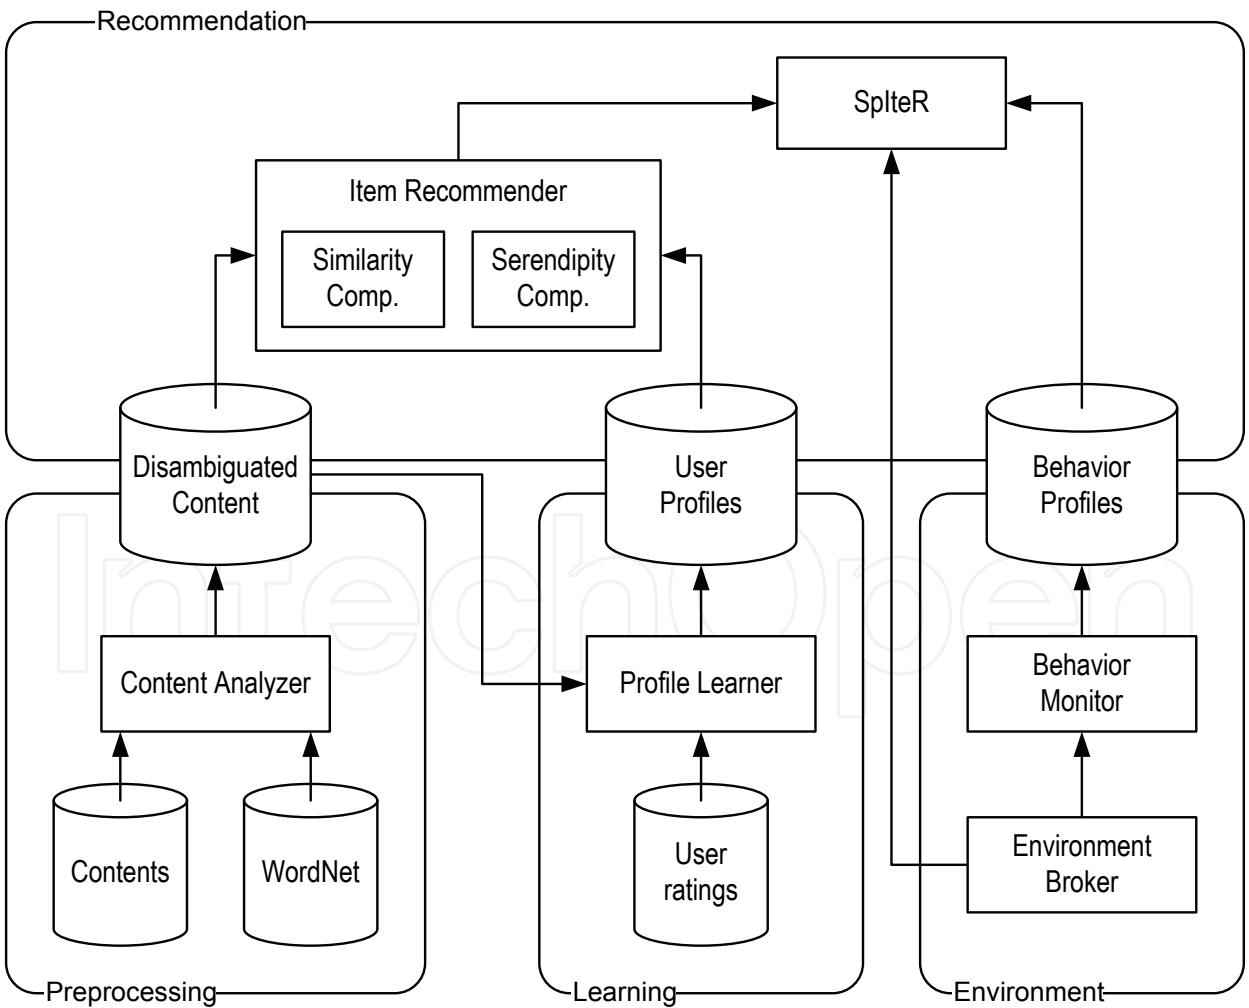 Recommendation
SpIteR
Item Recommender
Similarity
Comp.
Serendipity
Comp.
Disambiguated
Content
User
Profiles
Behavior
Profiles
IntechOpen
Content Analyzer
Profile Learner
Behavior
Monitor
Contents
WordNet
User
ratings
Environment
Broker
Preprocessing
Learning
Environment